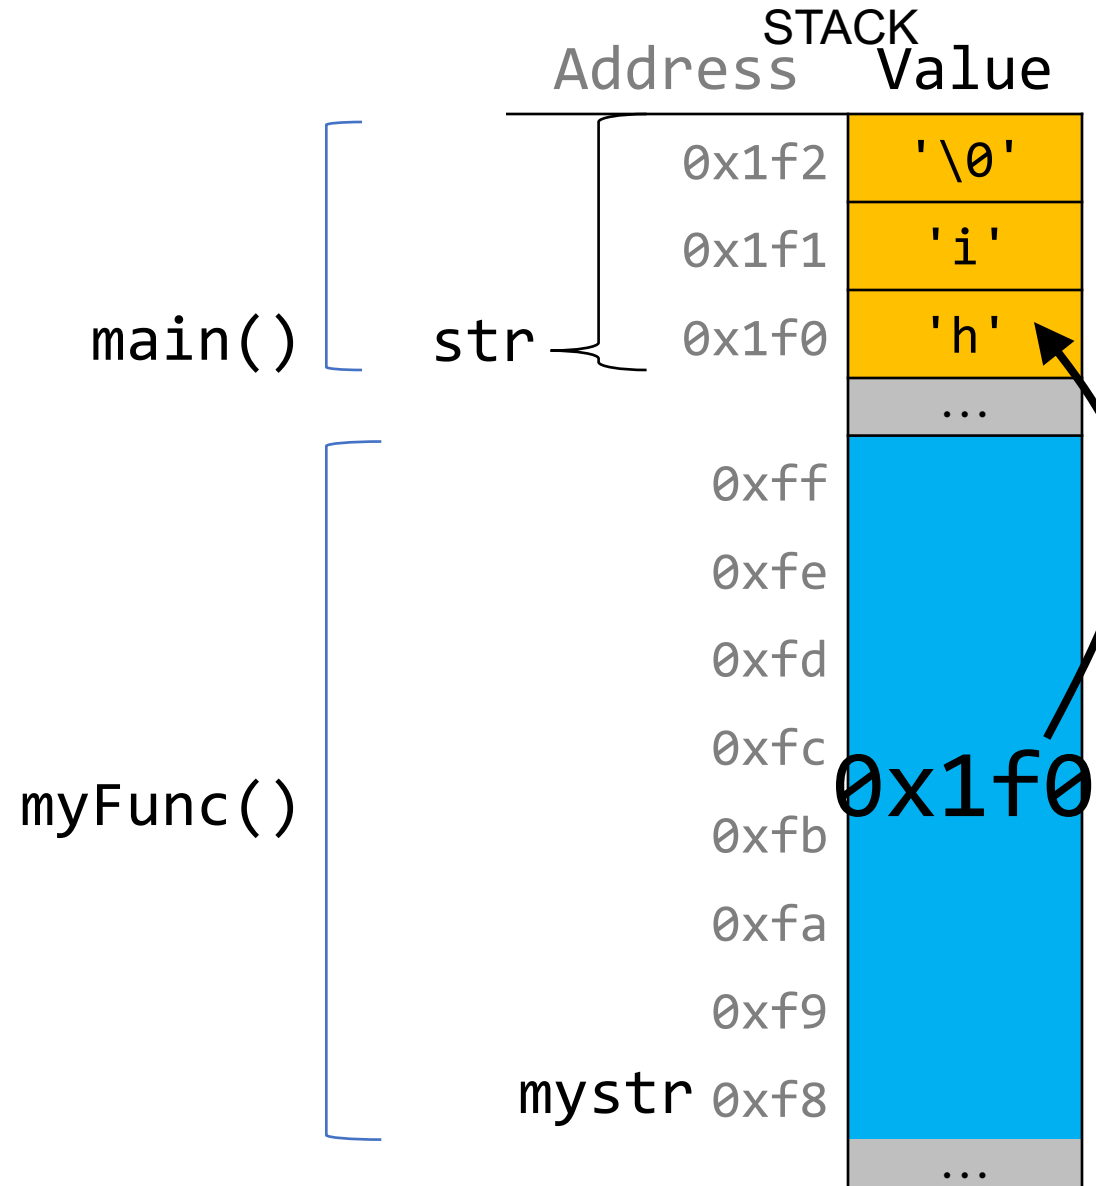 STACK
Address Value
0x1f2 '\0'
0x1f1 'i'
main() str 0x1f0 'h'
...
0xff
0xfe
0xfd
0xfc
0x1f0
myFunc()
0xfb
0xfa
0xf9
mystr 0xf8
...